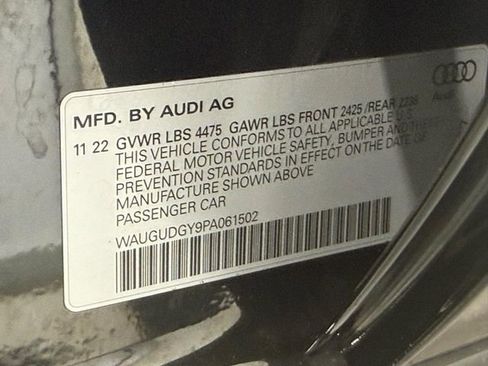 MFD. BY AUDI AG
Audi
11 22 GVWR LBS 4475 GAWR LBS FRONT 2425 /REAR 2238
THIS VEHICLE CONFORMS TO ALL APPLICABLE U.S.
FEDERAL MOTOR VEHICLE SAFETY, BUMPER AND THEFT
PREVENTION STANDARDS IN EFFECT ON THE DATE OF
MANUFACTURE SHOWN ABOVE
PASSENGER CAR
WAUGUDGY9PA061502